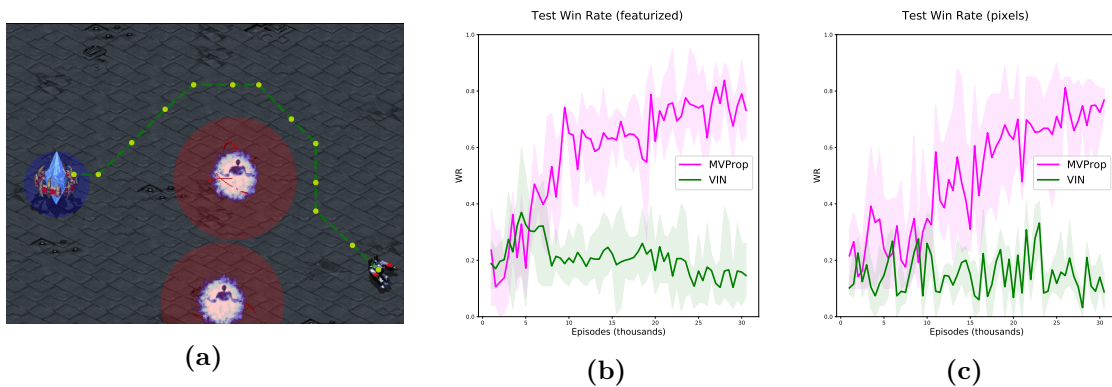 Test Win Rate (featurized)
1.0
0.8
0.6
0.4
0.2
0.0
WR
MVProp
VIN
0 5 10 15 20 25 30
Episodes (thousands)
Test Win Rate (pixels)
1.0
0.8
0.6
0.4
0.2
0.0
WR
MVProp
VIN
0 5 10 15 20 25 30
Episodes (thousands)
(a)
(b)
(c)